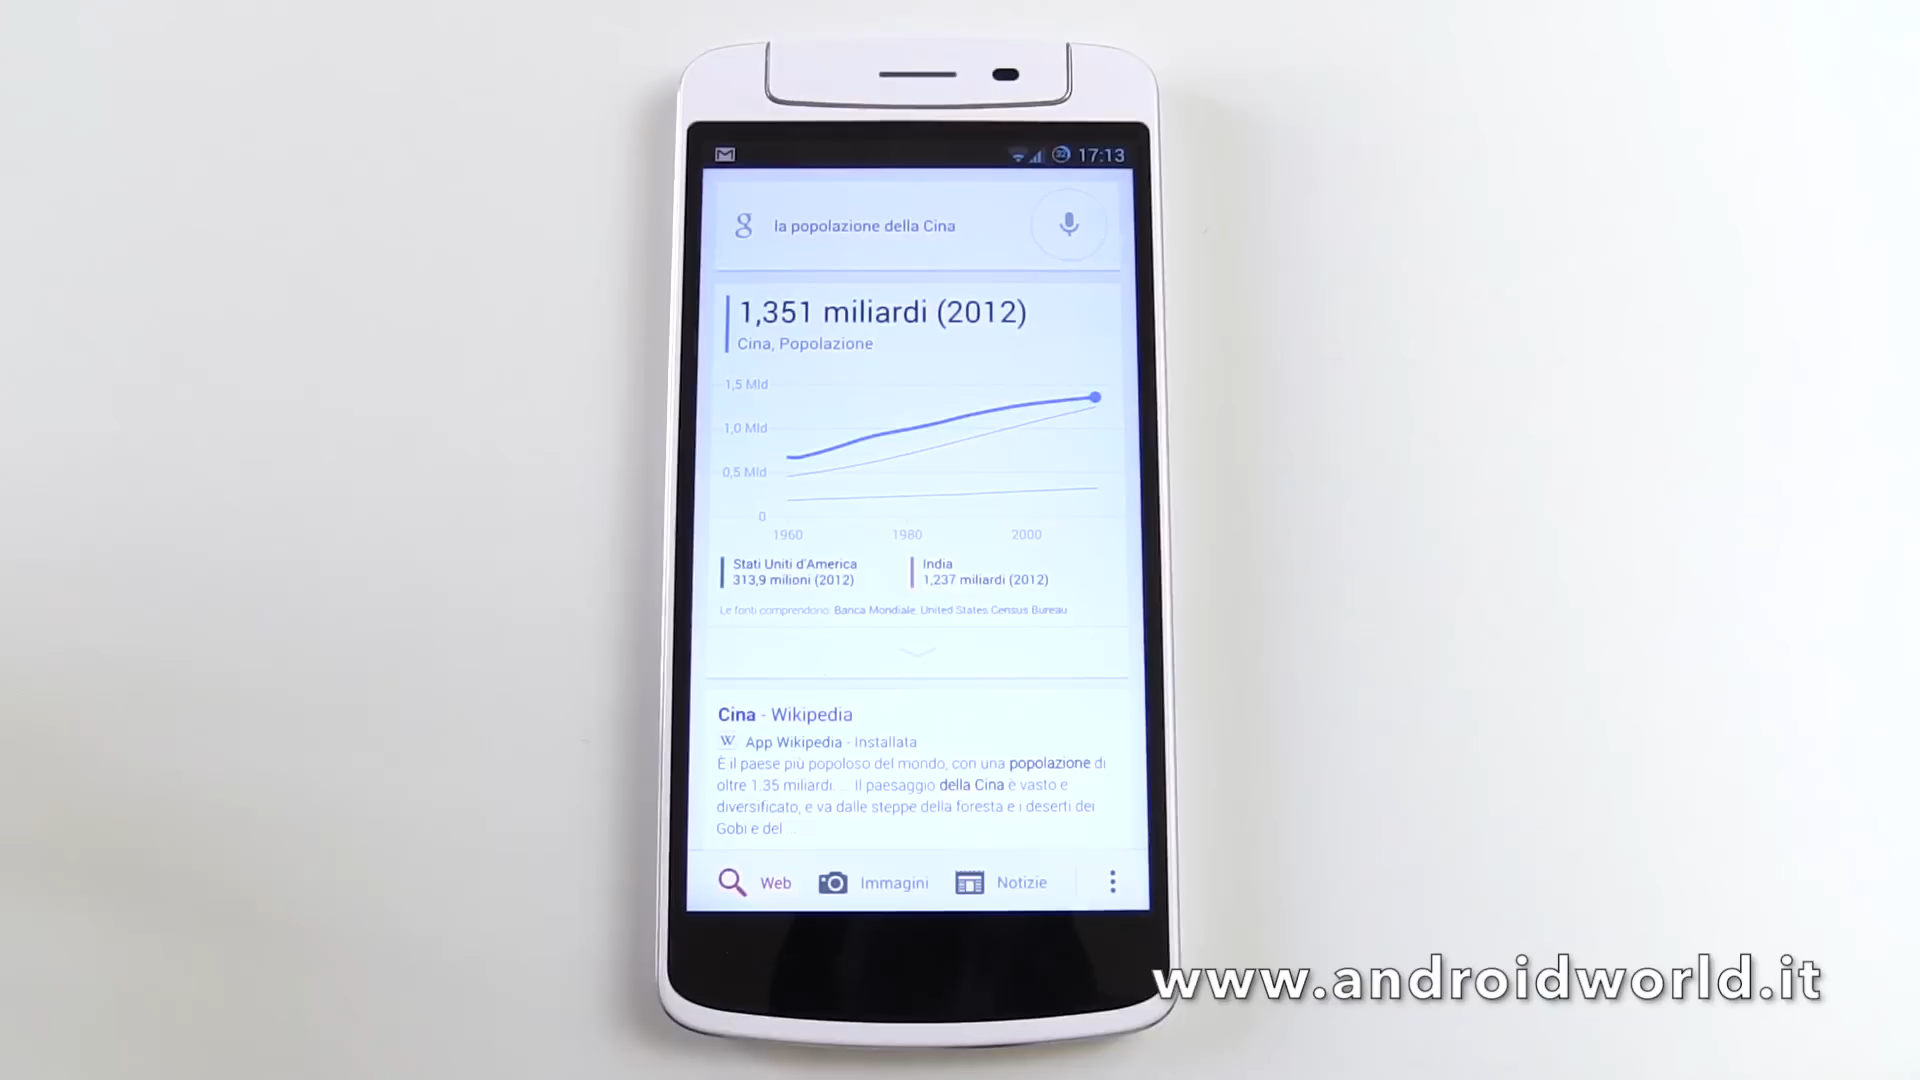 17:13
g la popolazione della Cina
1,351 miliardi (2012)
Cina, Popolazione
1,5 Mld
1,0 Mld
0,5 Mld
0
1960 1980 2000
Stati Uniti d'America
313,9 milioni (2012)
India
1,237 miliardi (2012)
Le fonti comprendono: Banca Mondiale, United States Census Bureau
Cina - Wikipedia
W App Wikipedia - Installata
È il paese più popoloso del mondo, con una popolazione di
oltre 1.35 miliardi. ... Il paesaggio della Cina è vasto e
diversificato, e va dalle steppe della foresta e i deserti dei
Gobi e del ...
Web Immagini Notizie
www.androidworld.it